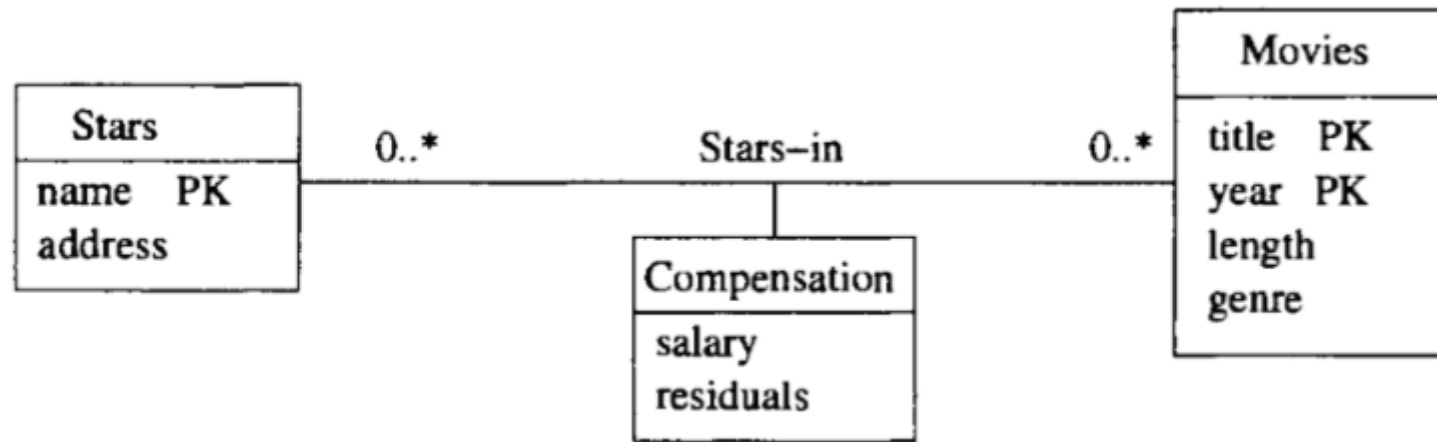 Stars
name PK
address
0..*
Stars–in
0..*
Compensation
salary
residuals
Movies
title PK
year PK
length
genre